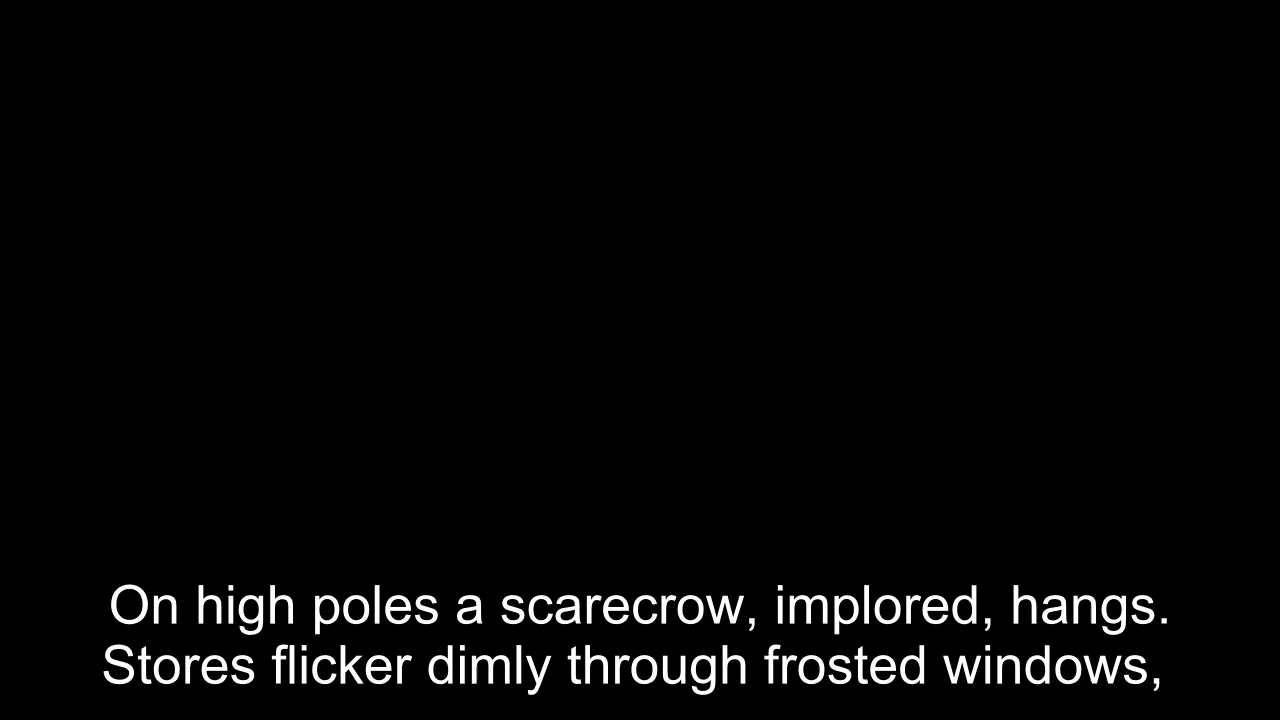 On high poles a scarecrow, implored, hangs.
Stores flicker dimly through frosted windows,